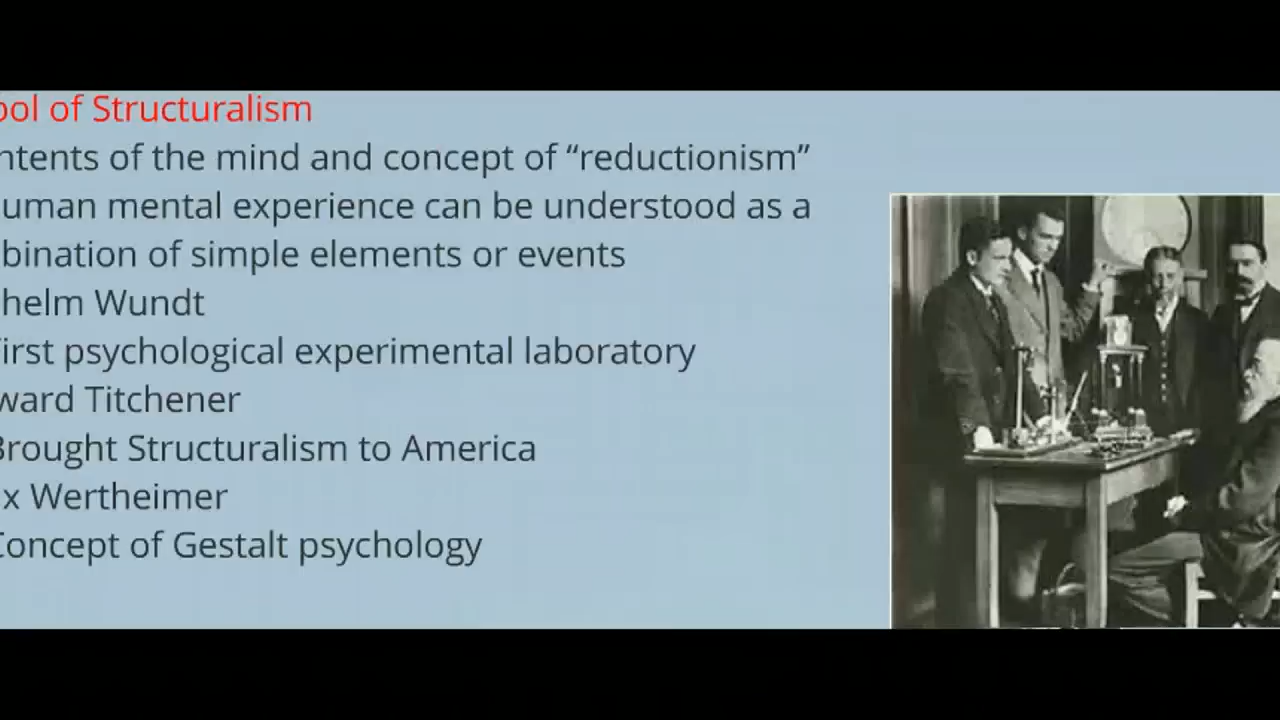 ool of Structuralism
ntents of the mind and concept of “reductionism”
uman mental experience can be understood as a
bination of simple elements or events
helm Wundt
First psychological experimental laboratory
ward Titchener
Brought Structuralism to America
x Wertheimer
Concept of Gestalt psychology